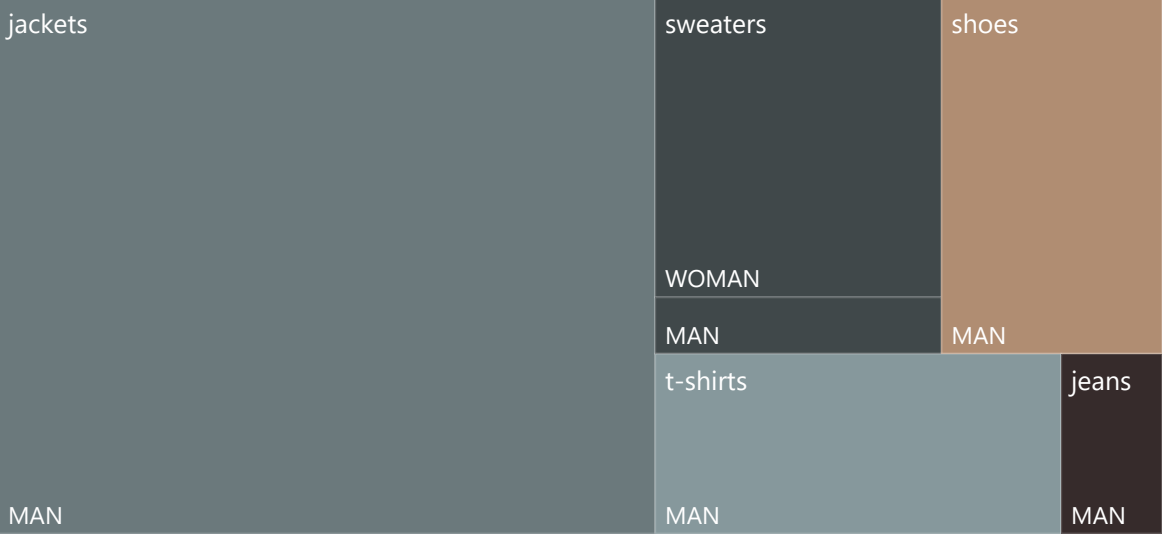 jackets
MAN
sweaters
WOMAN
MAN
shoes
MAN
t-shirts
MAN
jeans
MAN